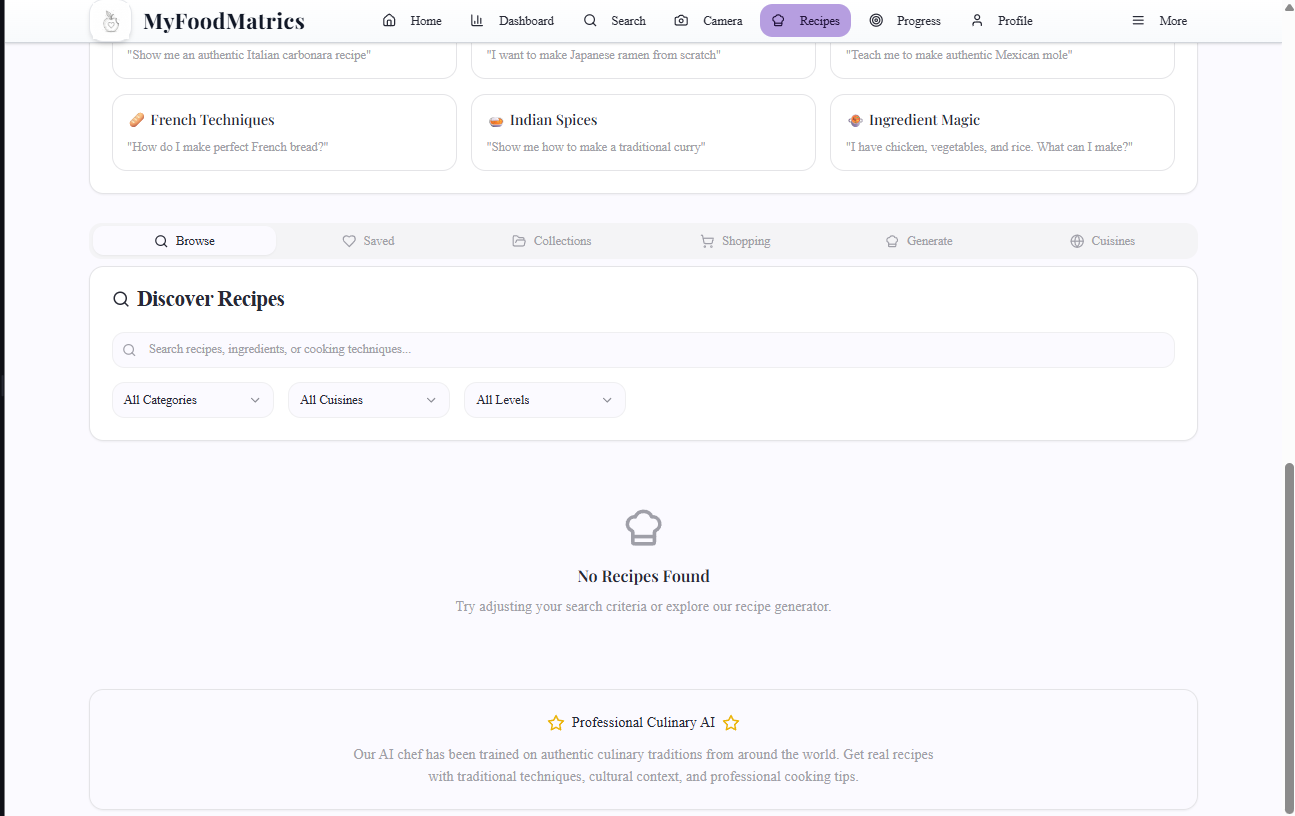 MyFoodMatrics
Home
Dashboard
Search
Camera
Recipes
Progress
Profile
More
"Show me an authentic Italian carbonara recipe"
"I want to make Japanese ramen from scratch"
"Teach me to make authentic Mexican mole"
French Techniques
"How do I make perfect French bread?"
Indian Spices
"Show me how to make a traditional curry"
Ingredient Magic
"I have chicken, vegetables, and rice. What can I make?"
Browse
Saved
Collections
Shopping
Generate
Cuisines
Discover Recipes
Search recipes, ingredients, or cooking techniques...
All Categories
All Cuisines
All Levels
No Recipes Found
Try adjusting your search criteria or explore our recipe generator.
Professional Culinary AI
Our AI chef has been trained on authentic culinary traditions from around the world. Get real recipes
with traditional techniques, cultural context, and professional cooking tips.